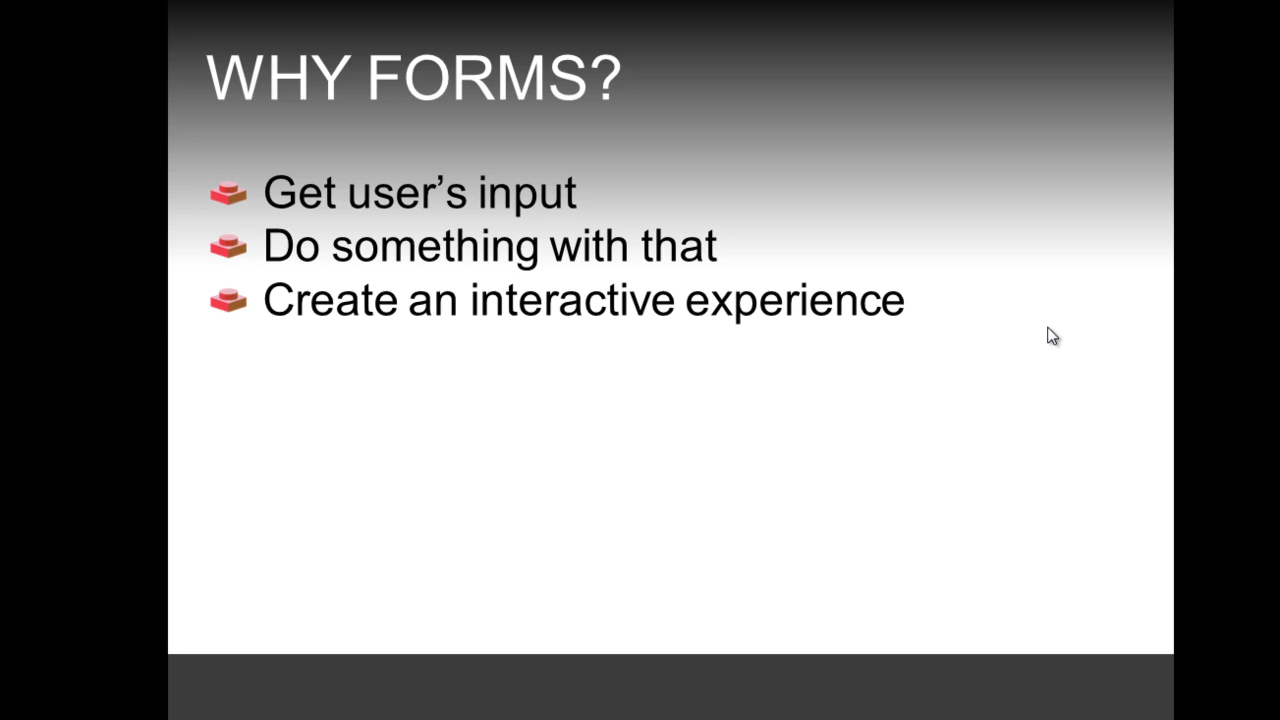 WHY FORMS?
Get user’s input
Do something with that
Create an interactive experience